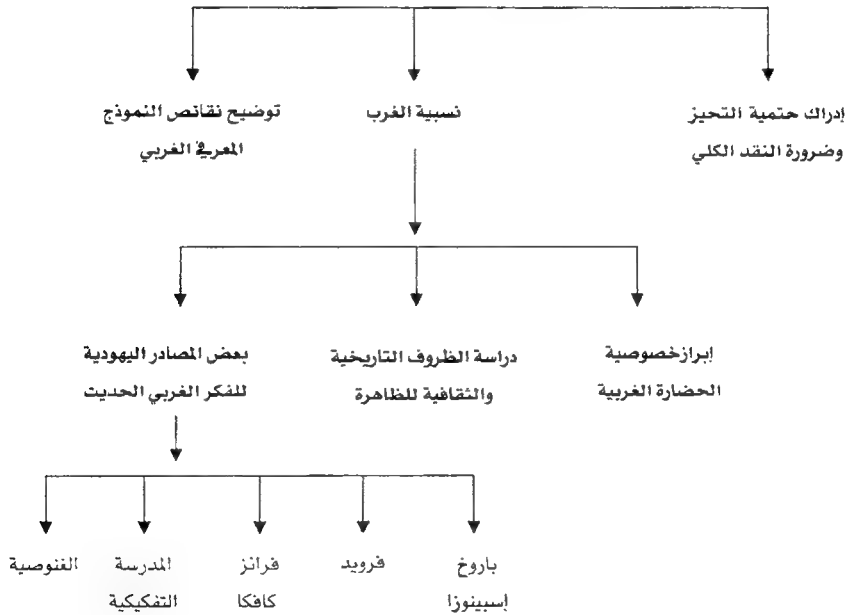 إدراك حتمية التحيز
وضرورة النقد الكلي
نسبية الغرب
توضيح نقائص النموذج
المعرفي الغربي
إبرازخصوصية
الحضارة الغربية
دراسة الظروف التاريخية
والثقافية للظاهرة
بعض المصادر اليهودية
للفكر الغربي الحديث
باروخ
إسبينوزا
فرويد
فرانز
كافكا
المدرسة
التفكيكية
الغنوصية